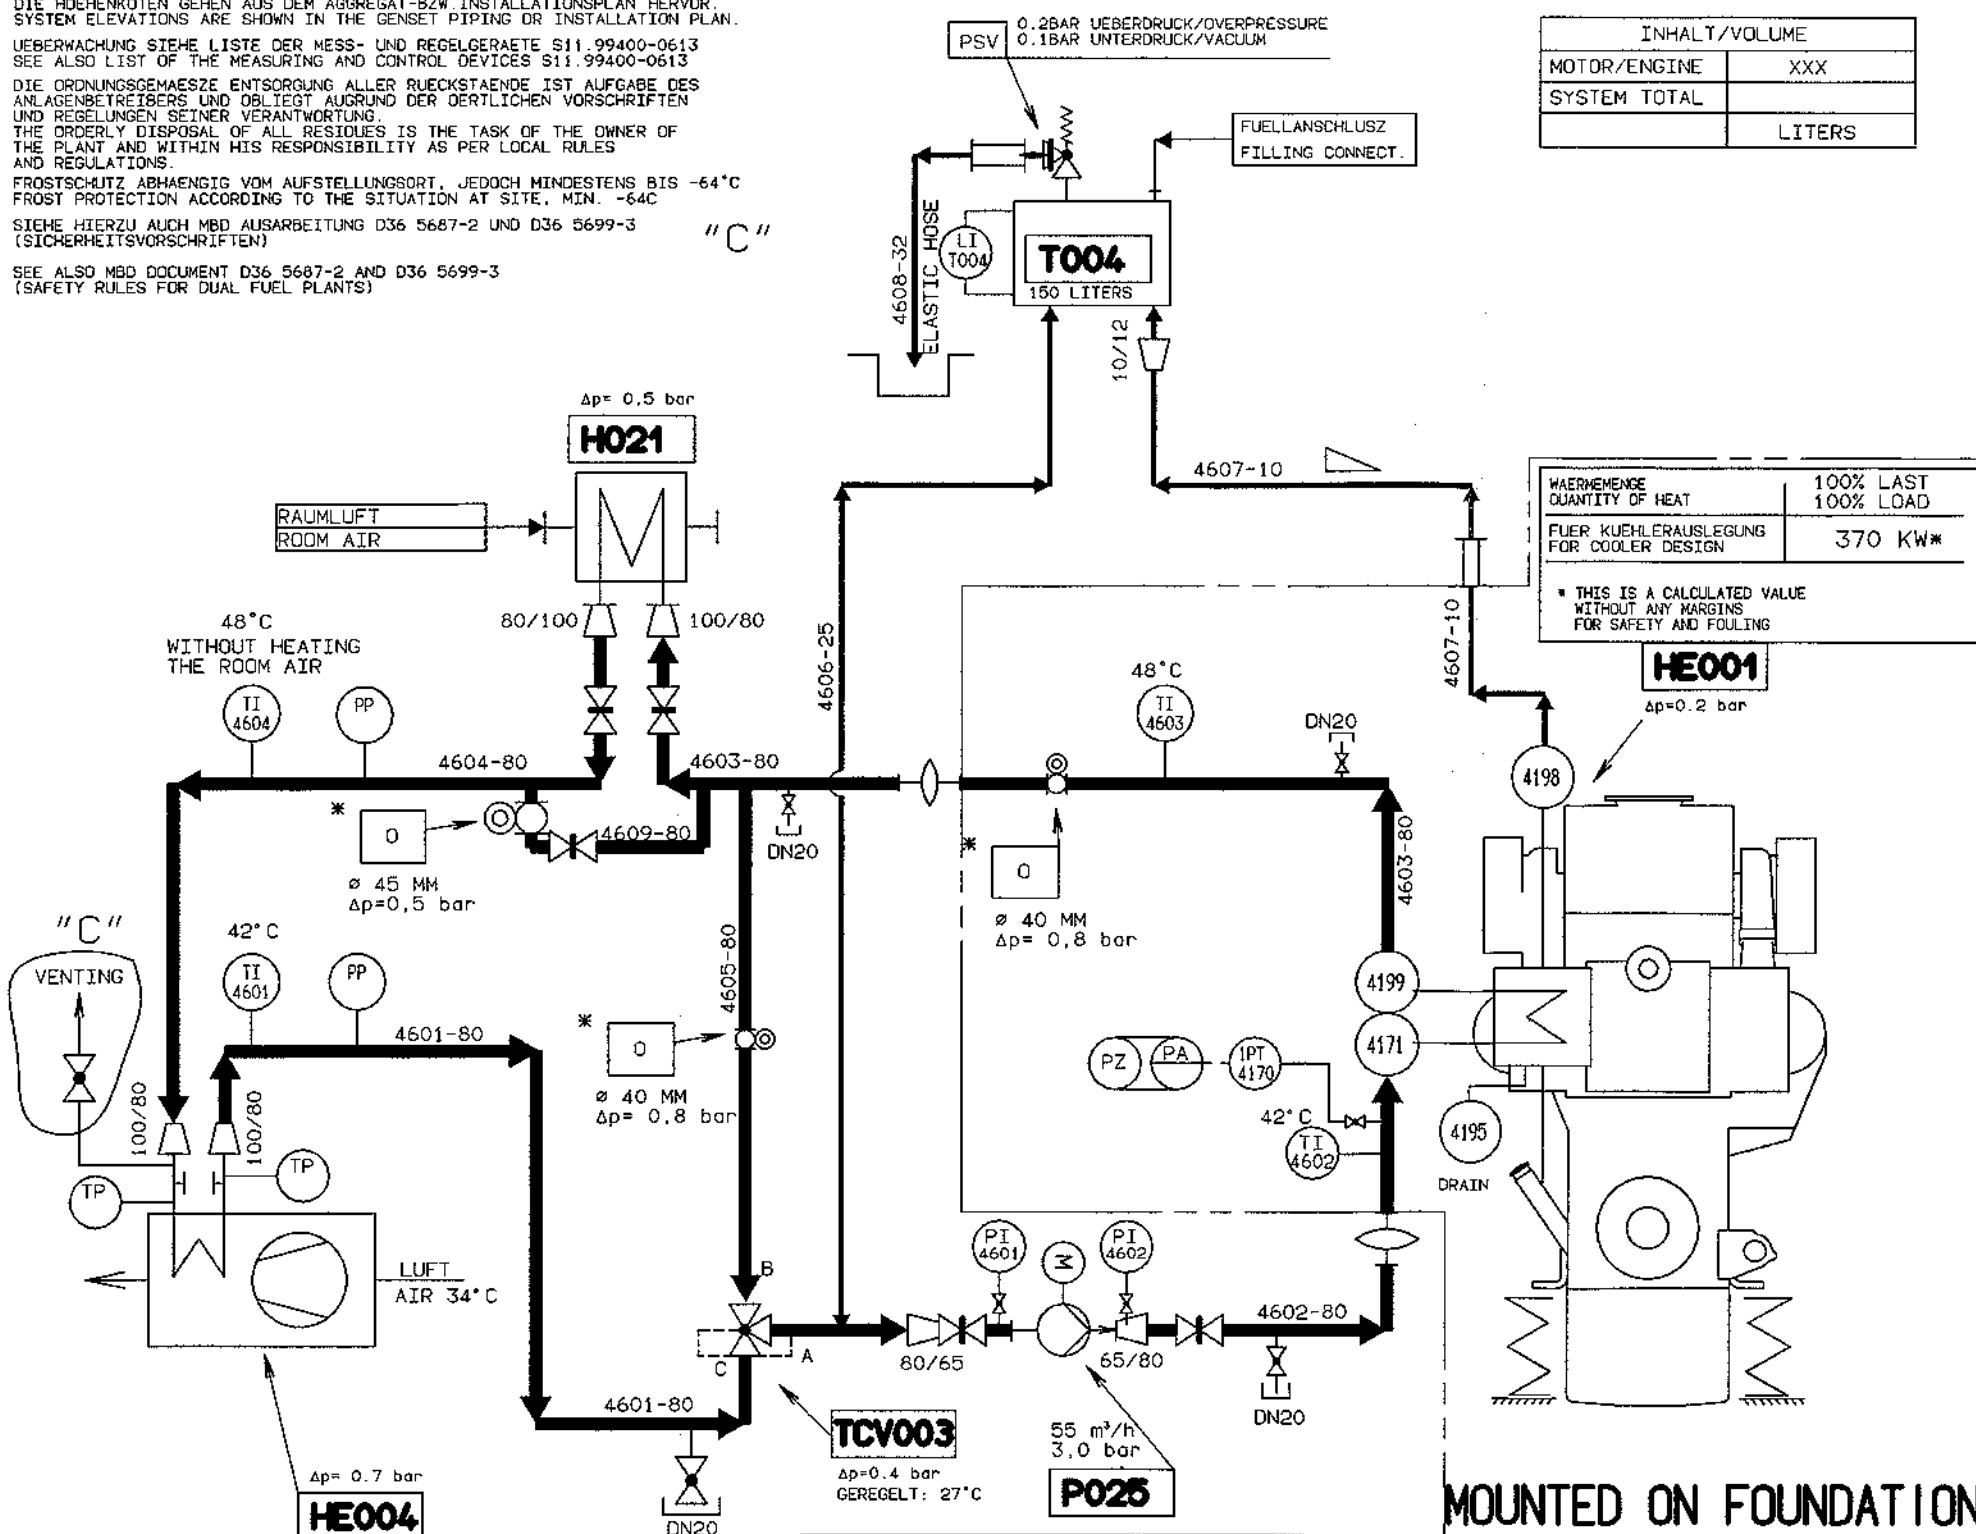 DIE HOEHENKOTEN GEHEN AUS DEM AGGREGAT-BZW.INSTALLATIONSPLAN HERVOR.
SYSTEM ELEVATIONS ARE SHOWN IN THE GENSET PIPING OR INSTALLATION PLAN.
UEBERWACHUNG SIEHE LISTE DER MESS- UND REGELGERAETE S11.99400-0613
SEE ALSO LIST OF THE MEASURING AND CONTROL DEVICES S11.99400-0613
DIE ORDNUNGSGEMAESZE ENTSORGUNG ALLER RUECKSTAENDE IST AUFGABE DES
ANLAGENBETREIBERS UND OBLIEGT AUGRUND DER OERTLICHEN VORSCHRIFTEN
UND REGELUNGEN SEINER VERANTWORTUNG.
THE ORDERLY DISPOSAL OF ALL RESIDUES IS THE TASK OF THE OWNER OF
THE PLANT AND WITHIN HIS RESPONSIBILITY AS PER LOCAL RULES
AND REGULATIONS.
FROSTSCHUTZ ABHAENGIG VOM AUFSTELLUNGSORT, JEDOCH MINDESTENS BIS -64°C
FROST PROTECTION ACCORDING TO THE SITUATION AT SITE, MIN. -64C
SIEHE HIERZU AUCH MBD AUSARBEITUNG D36 5687-2 UND D36 5699-3
(SICHERHEITSVORSCHRIFTEN)
"C"
SEE ALSO MBD DOCUMENT D36 5687-2 AND D36 5699-3
(SAFETY RULES FOR DUAL FUEL PLANTS)
PSV
0.2BAR UEBERDRUCK/OVERPRESSURE
0.1BAR UNTERDRUCK/VACUUM
INHALT/VOLUME
MOTOR/ENGINE XXX
SYSTEM TOTAL
LITERS
FUELLANSCHLUSZ
FILLING CONNECT.
4608-32
ELASTIC HOSE
LI
T004
T004
150 LITERS
10/12
Δp= 0,5 bar
H021
RAUMLUFT
ROOM AIR
80/100
100/80
4607-10
WAERMEMENGE
QUANTITY OF HEAT
100% LAST
100% LOAD
FUER KUEHLERAUSLEGUNG
FOR COOLER DESIGN
370 KW*
* THIS IS A CALCULATED VALUE
WITHOUT ANY MARGINS
FOR SAFETY AND FOULING
HE001
Δp=0.2 bar
4607-10
4606-25
48°C
WITHOUT HEATING
THE ROOM AIR
TI
4604
PP
4604-80
4603-80
48°C
TI
4603
DN20
4198
*
O
4609-80
DN20
ø 45 MM
Δp=0,5 bar
*
O
ø 40 MM
Δp= 0,8 bar
4603-80
"C"
VENTING
42°C
TI
4601
PP
4601-80
4605-80
*
O
ø 40 MM
Δp= 0,8 bar
4199
4171
PZ
PA
1PT
4170
42°C
TI
4602
4195
DRAIN
100/80
100/80
TP
TP
LUFT
AIR 34°C
B
C
A
PI
4601
M
PI
4602
80/65
65/80
4602-80
DN20
4601-80
DN20
TCV003
Δp=0.4 bar
GEREGELT: 27°C
55 m³/h
3,0 bar
P025
Δp= 0.7 bar
HE004
MOUNTED ON FOUNDATION